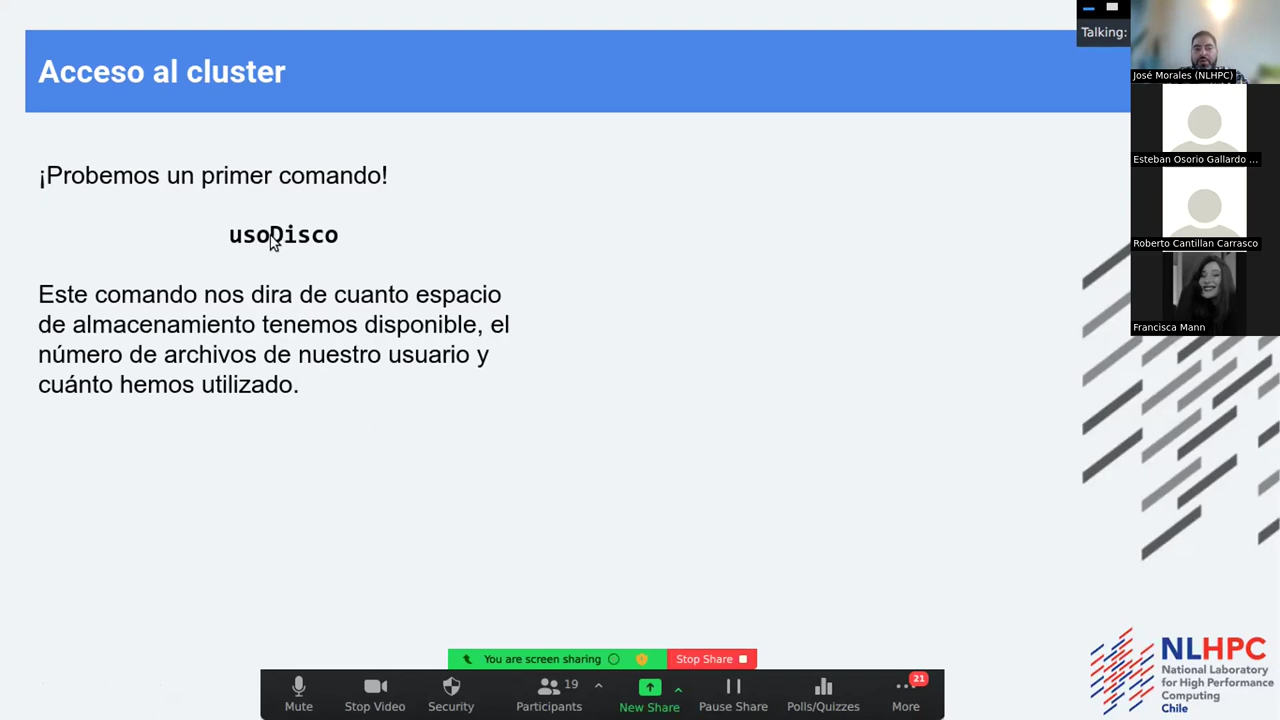 Acceso al cluster
¡Probemos un primer comando!
usoDisco
Este comando nos dira de cuanto espacio
de almacenamiento tenemos disponible, el
número de archivos de nuestro usuario y
cuánto hemos utilizado.
Talking:
José Morales (NLHPC)
Esteban Osorio Gallardo ...
Roberto Cantillan Carrasco
Francisca Mann
You are screen sharing
Stop Share
Mute
Stop Video
Security
Participants
19
New Share
Pause Share
Polls/Quizzes
More
21
NLHPC
National Laboratory
for High Performance
Computing
Chile